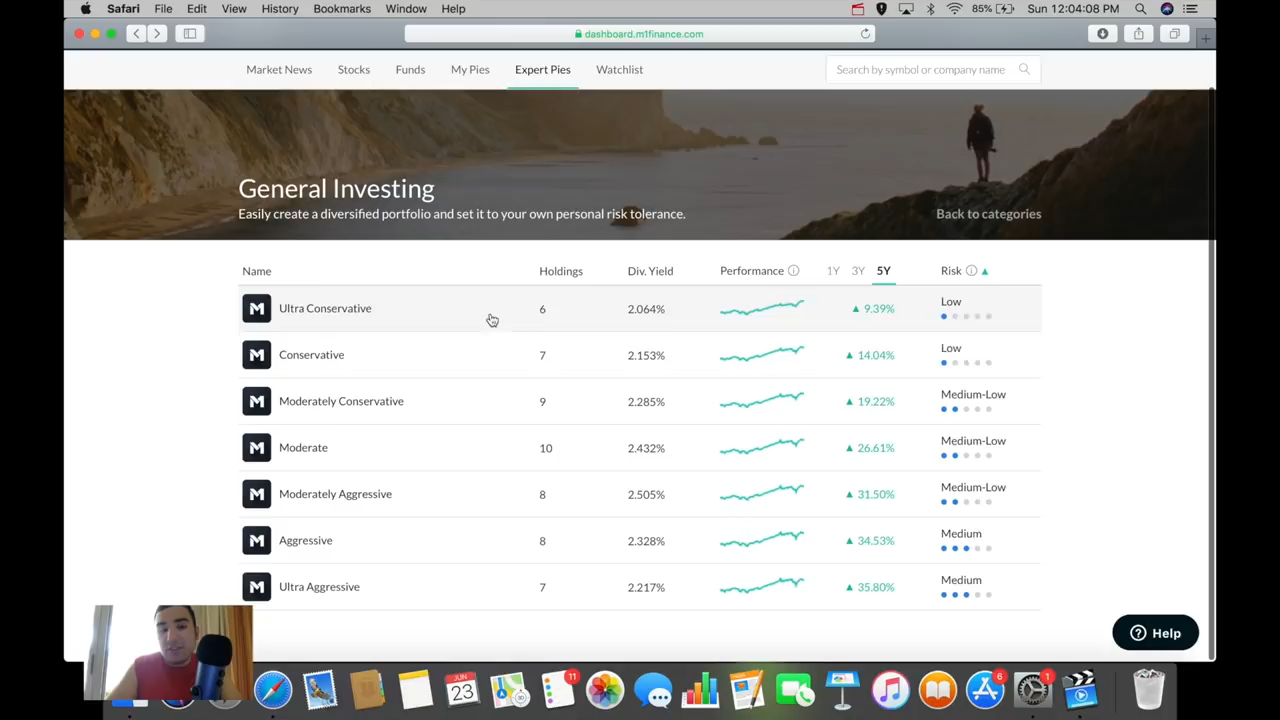 Safari File Edit View History Bookmarks Window Help 85% Sun 12:04:08 PM
dashboard.m1finance.com
Market News Stocks Funds My Pies Expert Pies Watchlist Search by symbol or company name
General Investing
Easily create a diversified portfolio and set it to your own personal risk tolerance. Back to categories
Name Holdings Div. Yield Performance 1Y 3Y 5Y Risk
M Ultra Conservative 6 2.064% 9.39% Low
M Conservative 7 2.153% 14.04% Low
M Moderately Conservative 9 2.285% 19.22% Medium-Low
M Moderate 10 2.432% 26.61% Medium-Low
M Moderately Aggressive 8 2.505% 31.50% Medium-Low
M Aggressive 8 2.328% 34.53% Medium
M Ultra Aggressive 7 2.217% 35.80% Medium
? Help
JUN 11 6 1
23